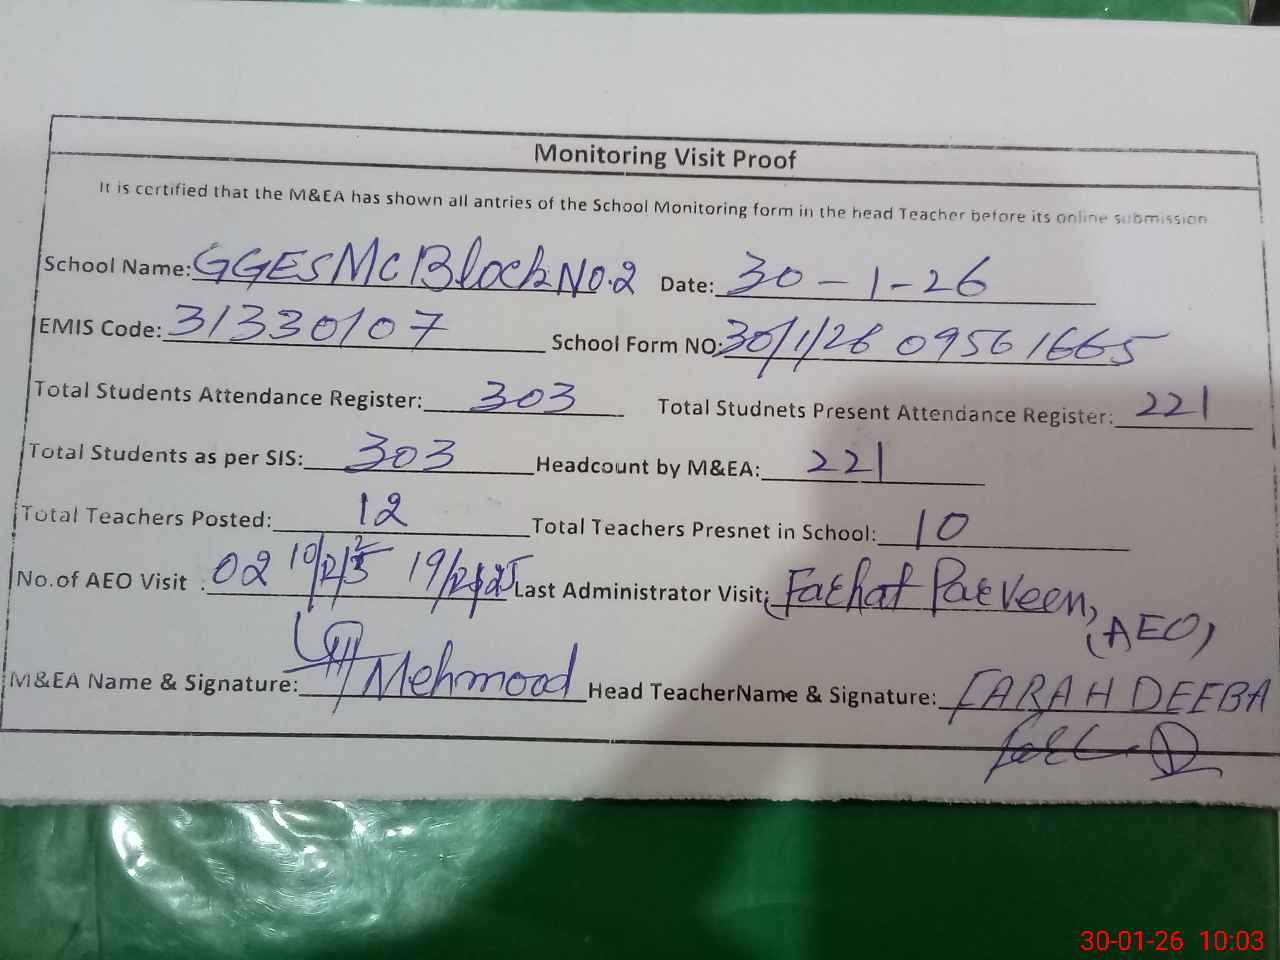 Monitoring Visit Proof
It is certified that the M&EA has shown all antries of the School Monitoring form in the head Teacher before its online submission
School Name: GGES MC Block No.2 Date: 30-1-26
EMIS Code: 31330107 School Form NO: 30/1/26 09561665
Total Students Attendance Register: 303 Total Studnets Present Attendance Register: 221
Total Students as per SIS: 303 Headcount by M&EA: 221
Total Teachers Posted: 12 Total Teachers Presnet in School: 10
No.of AEO Visit : 02 Last Administrator Visit: Farhat Parveen,
(AEO)
M&EA Name & Signature: Mehmood Head TeacherName & Signature: FARAH DEEBA
30-01-26 10:03